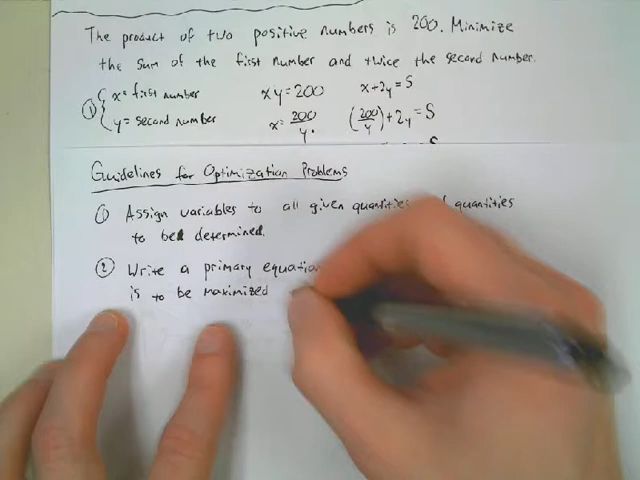 The product of two positive numbers is 200. Minimize
the sum of the first number and twice the second number.
① { x = first number   xy = 200   x + 2y = S
y = second number   x = 200/y.   (200/y) + 2y = S
Guidelines for Optimization Problems
① Assign variables to all given quantities quantities
to be determined.
② Write a primary
is to be maximized